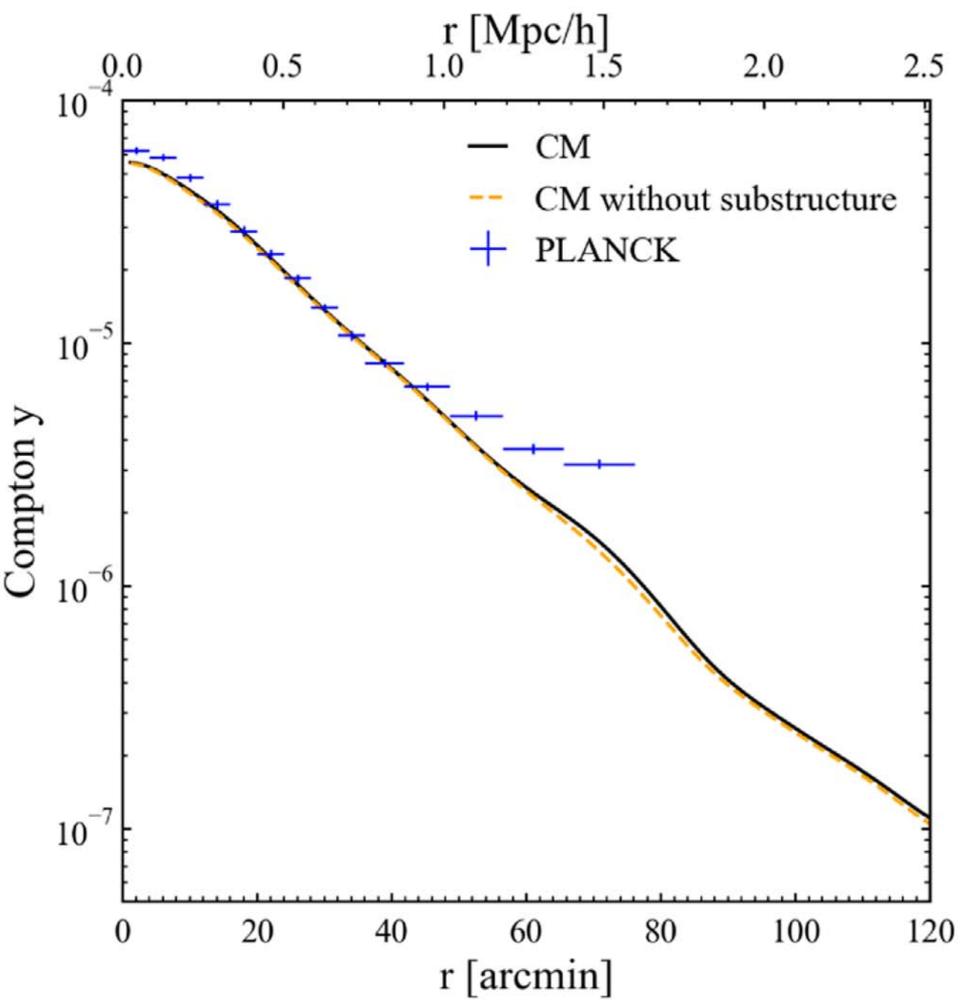 r [Mpc/h]
0.0 0.5 1.0 1.5 2.0 2.5
10⁻⁴
CM
CM without substructure
PLANCK
10⁻⁵
Compton y
10⁻⁶
10⁻⁷
0 20 40 60 80 100 120
r [arcmin]